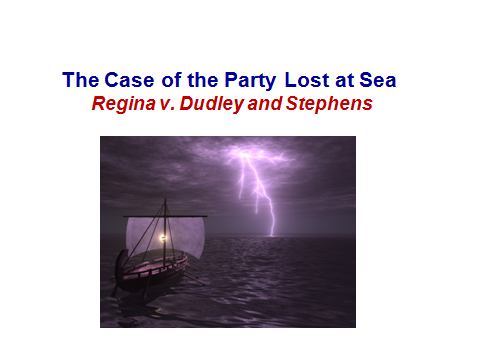 The Case of the Party Lost at Sea
Regina v. Dudley and Stephens